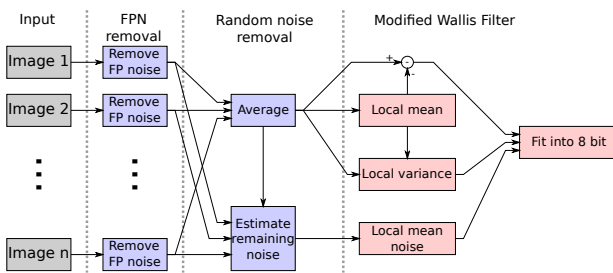 Input
FPN
removal
Random noise
removal
Modified Wallis Filter
Image 1
Remove
FP noise
+
-
-
Image 2
Remove
FP noise
Average
Local mean
Fit into 8 bit
Local variance
Image n
Remove
FP noise
Estimate
remaining
noise
Local mean
noise